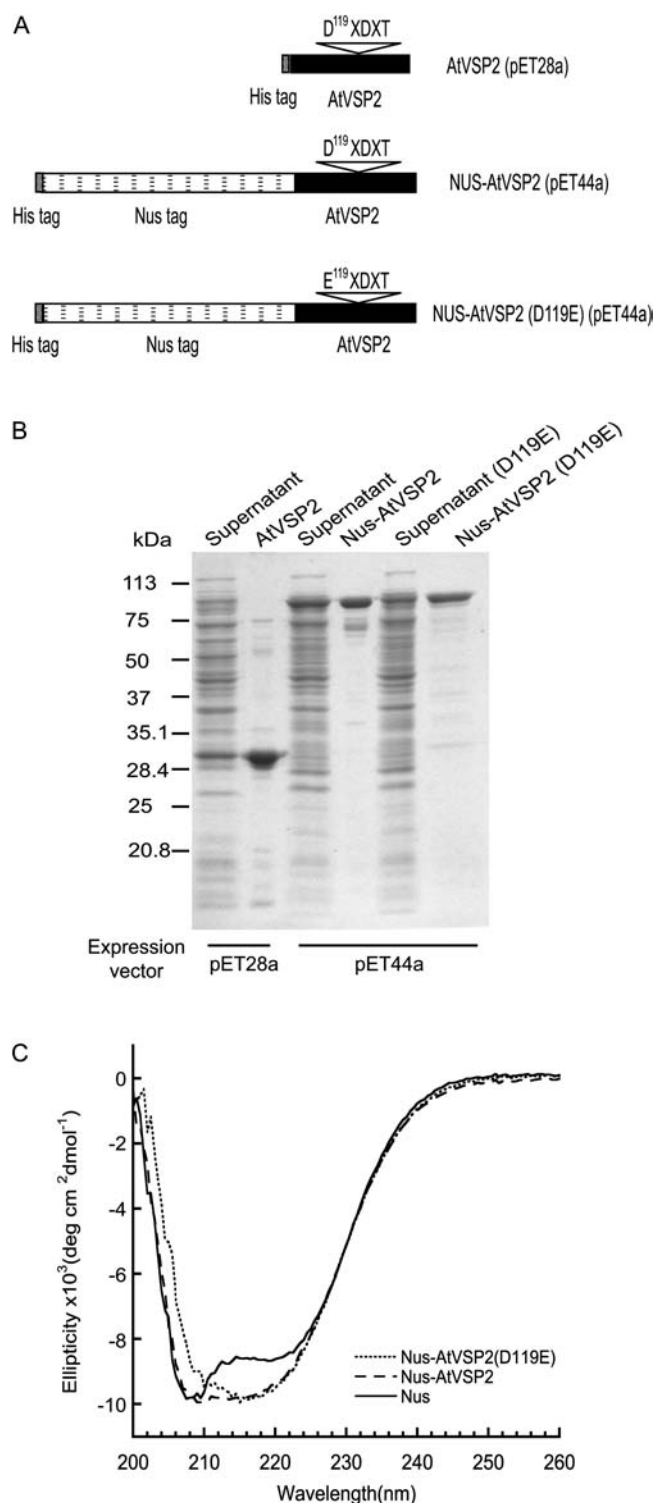 A
D¹¹⁹XDXT
AtVSP2 (pET28a)
His tag AtVSP2
D¹¹⁹XDXT
NUS-AtVSP2 (pET44a)
His tag Nus tag AtVSP2
E¹¹⁹XDXT
NUS-AtVSP2 (D119E) (pET44a)
His tag Nus tag AtVSP2
B
kDa
Supernatant
AtVSP2
Supernatant
Nus-AtVSP2
Supernatant (D119E)
Nus-AtVSP2 (D119E)
113
75
50
37
35.1
28.4
25
20.8
Expression vector
pET28a pET44a
C
Ellipticity x10³(deg cm²dmol⁻¹)
0
-2
-4
-6
-8
-10
Nus-AtVSP2(D119E)
Nus-AtVSP2
Nus
200 210 220 230 240 250 260
Wavelength(nm)